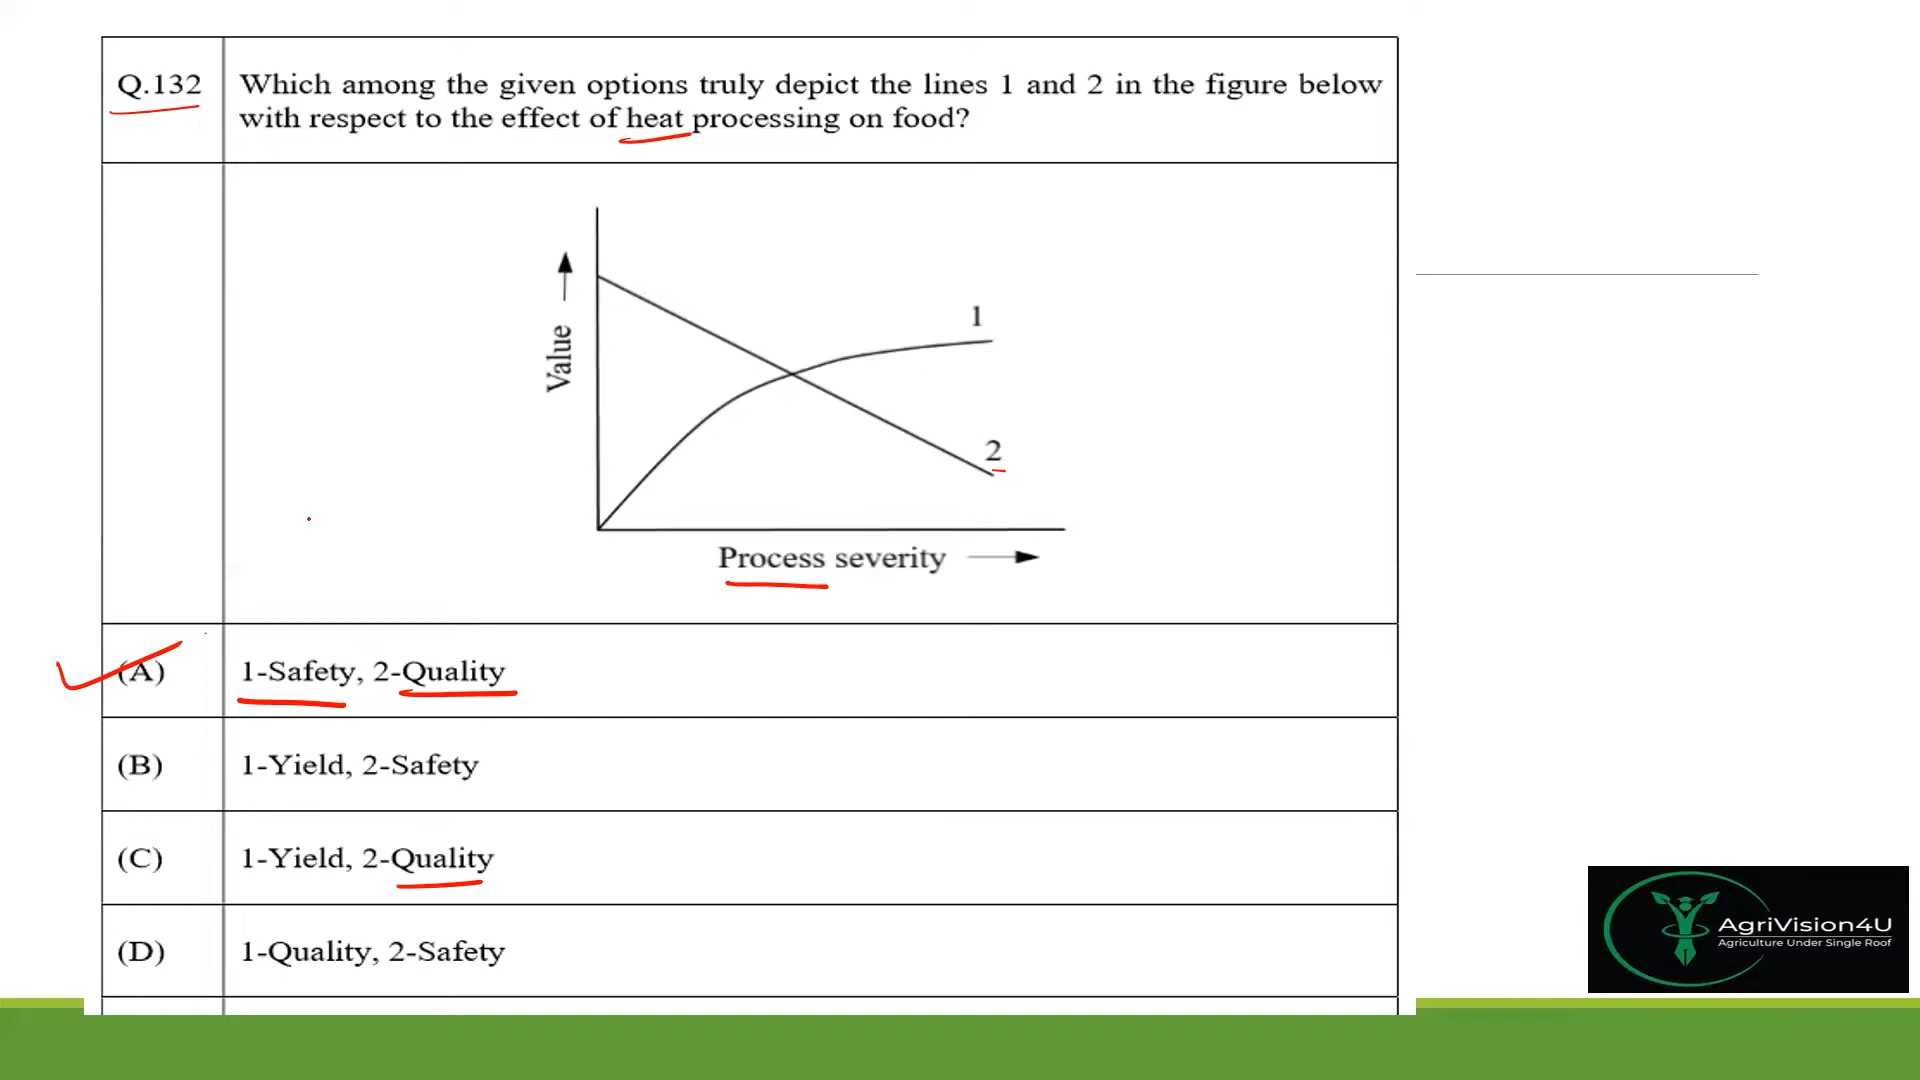 Q.132
Which among the given options truly depict the lines 1 and 2 in the figure below
with respect to the effect of heat processing on food?
Value
1
2
Process severity
(A) 1-Safety, 2-Quality
(B) 1-Yield, 2-Safety
(C) 1-Yield, 2-Quality
(D) 1-Quality, 2-Safety
AgriVision4U
Agriculture Under Single Roof